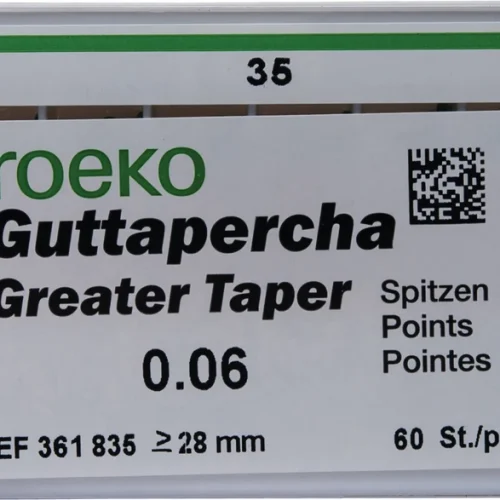 35
roeko
Guttapercha
Greater Taper
Spitzen
Points
Pointes
0.06
EF 361 835 ≥28 mm
60 St./p